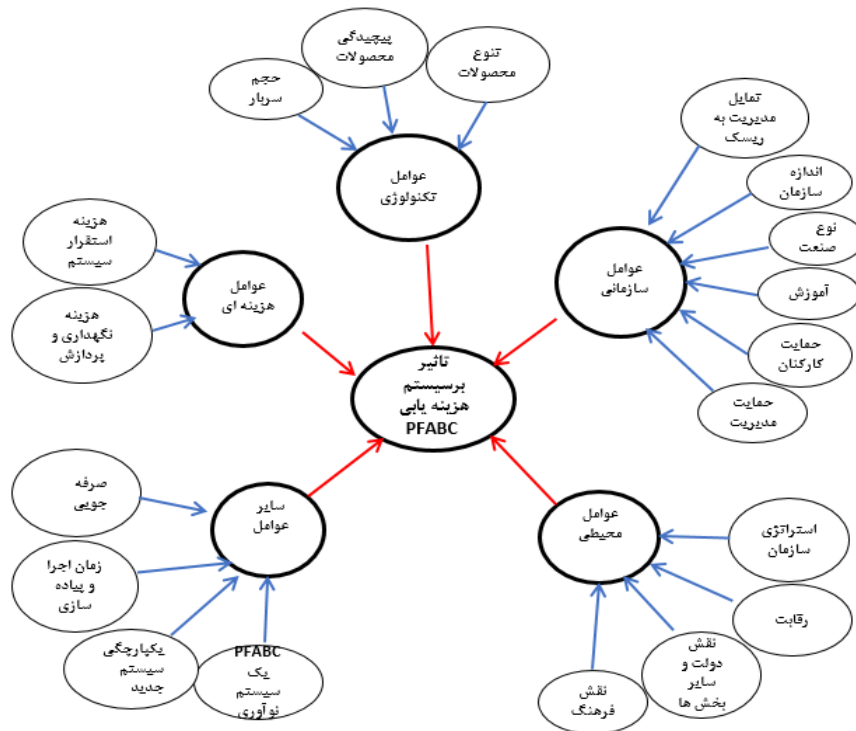 پیچیدگی
محصولات
تنوع
محصولات
حجم
سربار
تمایل
مدیریت به
ریسک
عوامل
تکنولوژی
اندازه
سازمان
نوع
صنعت
آموزش
حمایت
کارکنان
حمایت
مدیریت
عوامل
سازمانی
هزینه
استقرار
سیستم
هزینه
نگهداری و
پردازش
عوامل
هزینه ای
تاثیر
برسیستم
هزینه یابی
PFABC
سایر
عوامل
صرفه
جویی
زمان اجرا
و پیاده
سازی
یکپارچگی
سیستم
جدید
PFABC
یک
سیستم
نوآوری
عوامل
محیطی
استراتژی
سازمان
رقابت
نقش
دولت و
سایر
بخش ها
نقش
فرهنگ